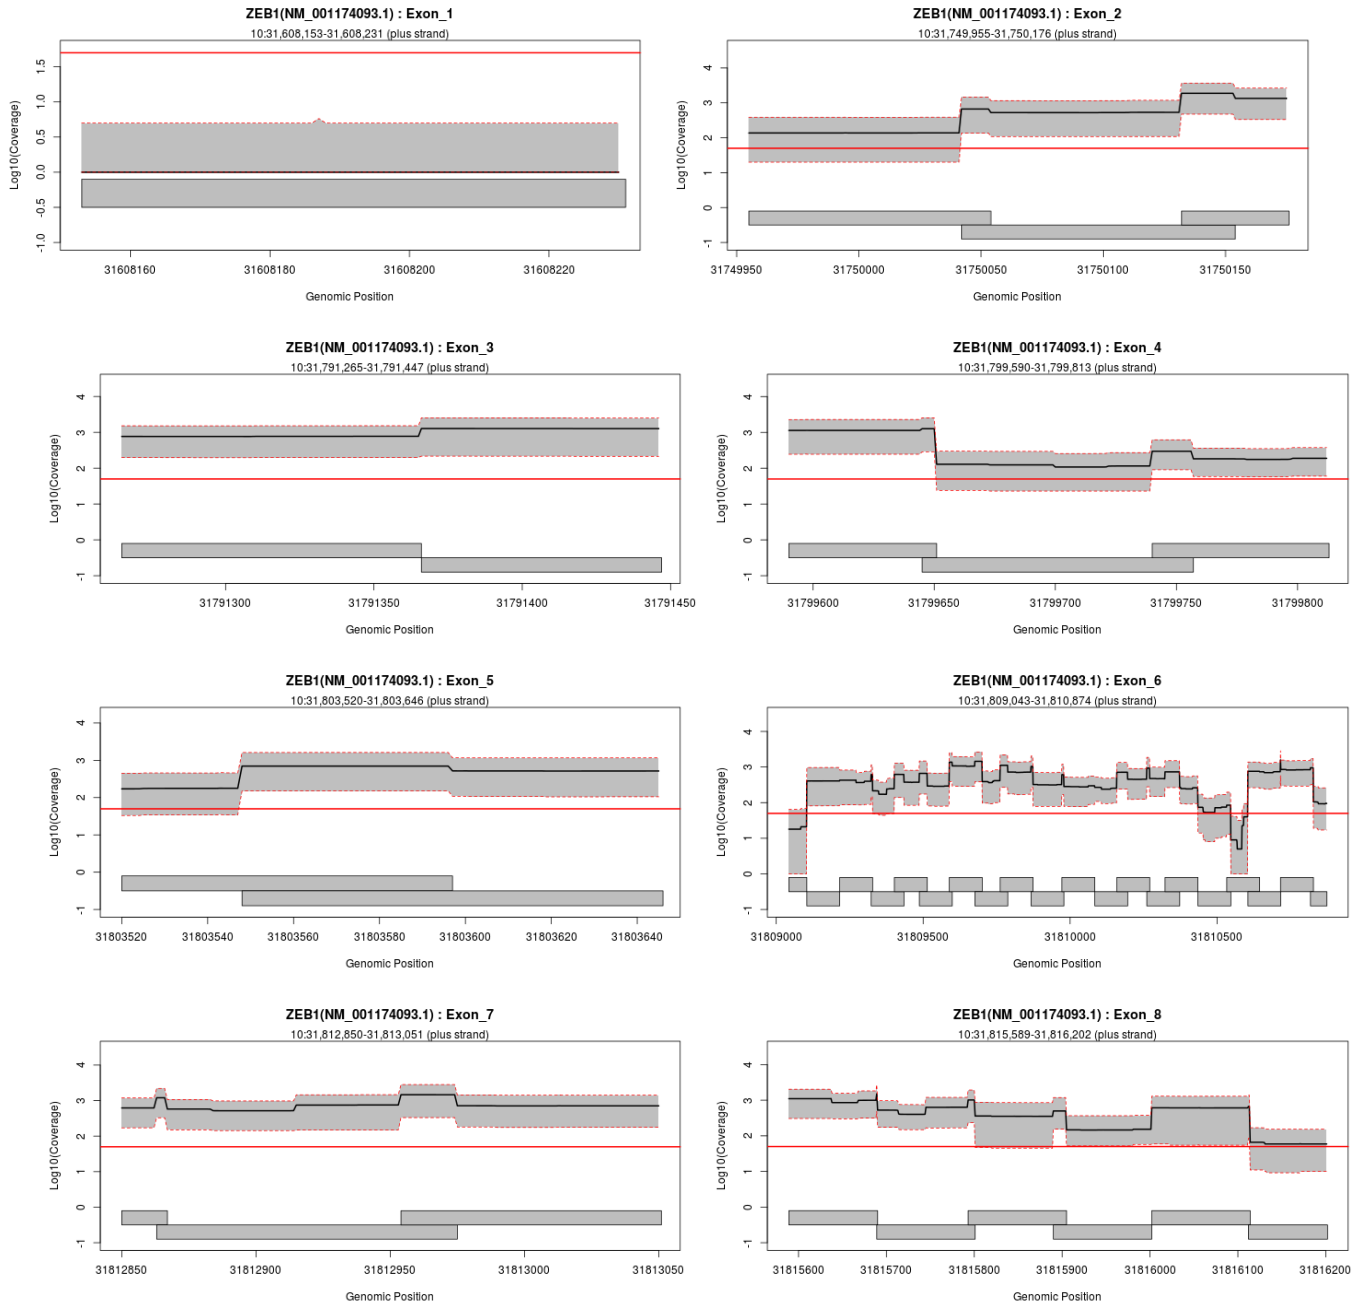 ZEB1(NM_001174093.1) : Exon_1
10:31,608,153-31,608,231 (plus strand)
Log10(Coverage)
1.5
1.0
0.5
0.0
-0.5
-1.0
31608160 31608180 31608200 31608220
Genomic Position
ZEB1(NM_001174093.1) : Exon_2
10:31,749,955-31,750,176 (plus strand)
Log10(Coverage)
4
3
2
1
0
-1
31749950 31750000 31750050 31750100 31750150
Genomic Position
ZEB1(NM_001174093.1) : Exon_3
10:31,791,265-31,791,447 (plus strand)
Log10(Coverage)
4
3
2
1
0
-1
31791300 31791350 31791400 31791450
Genomic Position
ZEB1(NM_001174093.1) : Exon_4
10:31,799,590-31,799,813 (plus strand)
Log10(Coverage)
4
3
2
1
0
-1
31799600 31799650 31799700 31799750 31799800
Genomic Position
ZEB1(NM_001174093.1) : Exon_5
10:31,803,520-31,803,646 (plus strand)
Log10(Coverage)
4
3
2
1
0
-1
31803520 31803540 31803560 31803580 31803600 31803620 31803640
Genomic Position
ZEB1(NM_001174093.1) : Exon_6
10:31,809,043-31,810,874 (plus strand)
Log10(Coverage)
4
3
2
1
0
-1
31809000 31809500 31810000 31810500
Genomic Position
ZEB1(NM_001174093.1) : Exon_7
10:31,812,850-31,813,051 (plus strand)
Log10(Coverage)
4
3
2
1
0
-1
31812850 31812900 31812950 31813000 31813050
Genomic Position
ZEB1(NM_001174093.1) : Exon_8
10:31,815,589-31,816,202 (plus strand)
Log10(Coverage)
4
3
2
1
0
-1
31815600 31815700 31815800 31815900 31816000 31816100 31816200
Genomic Position